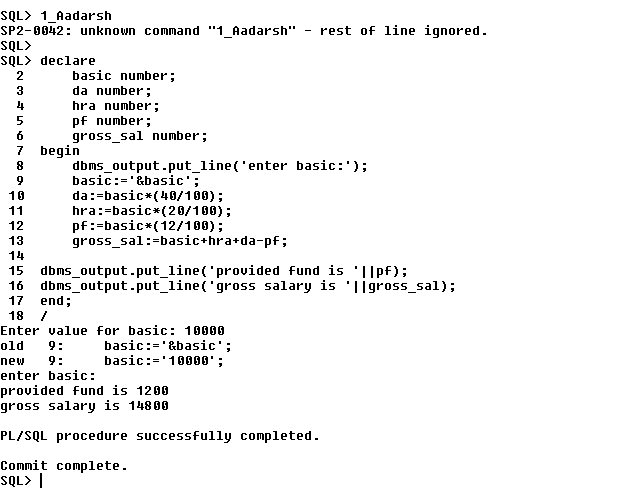 SQL> 1_Aadarsh
SP2-0042: unknown command "1_Aadarsh" - rest of line ignored.
SQL>
SQL> declare
  2      basic number;
  3      da number;
  4      hra number;
  5      pf number;
  6      gross_sal number;
  7  begin
  8      dbms_output.put_line('enter basic:');
  9      basic:='&basic';
 10      da:=basic*(40/100);
 11      hra:=basic*(20/100);
 12      pf:=basic*(12/100);
 13      gross_sal:=basic+hra+da-pf;
 14
 15  dbms_output.put_line('provided fund is '||pf);
 16  dbms_output.put_line('gross salary is '||gross_sal);
 17  end;
 18  /
Enter value for basic: 10000
old   9:     basic:='&basic';
new   9:     basic:='10000';
enter basic:
provided fund is 1200
gross salary is 14800

PL/SQL procedure successfully completed.

Commit complete.
SQL>